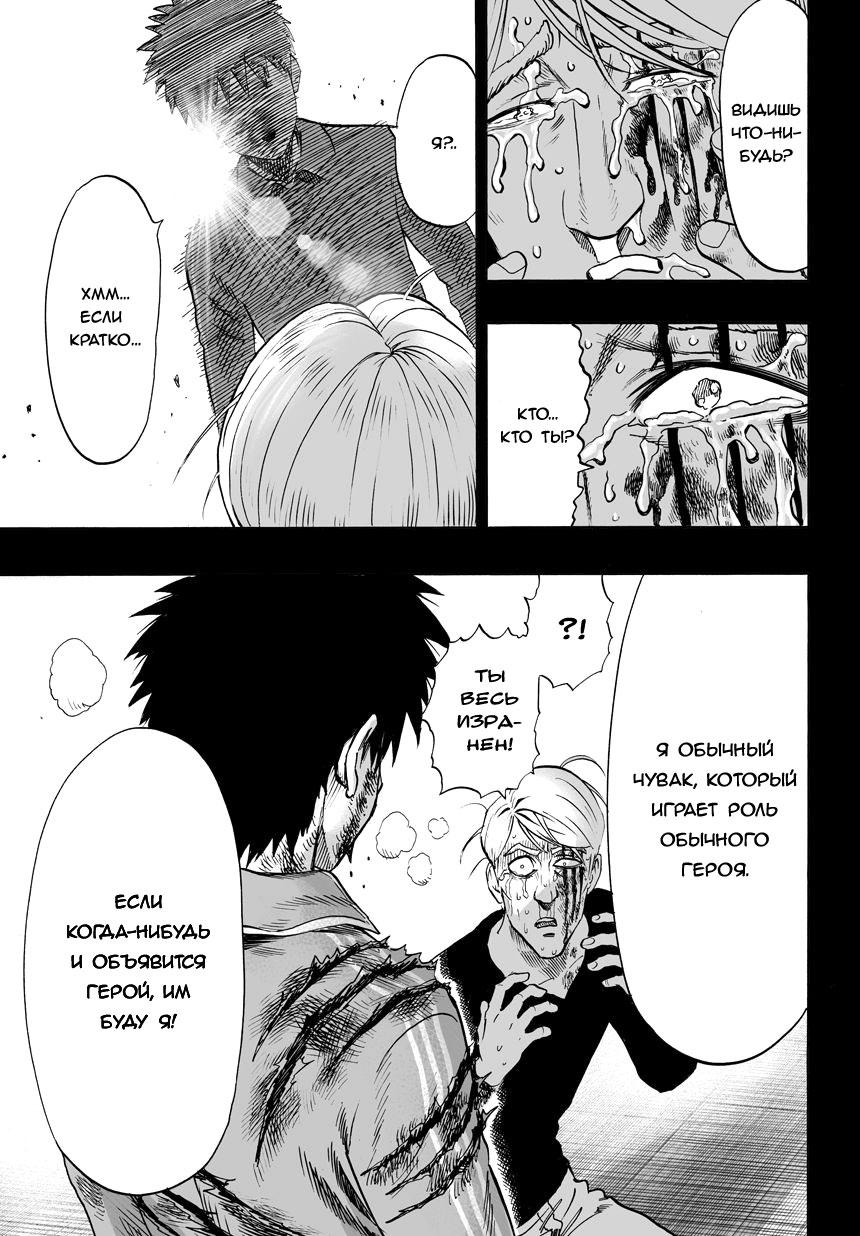 ВИДИШЬ
ЧТО-НИ-
БУДЬ?
КТО...
КТО ТЫ?
Я?..
ХММ...
ЕСЛИ
КРАТКО...
?!
ТЫ
ВЕСЬ
ИЗРА-
НЕН!
Я ОБЫЧНЫЙ
ЧУВАК, КОТОРЫЙ
ИГРАЕТ РОЛЬ
ОБЫЧНОГО
ГЕРОЯ.
ЕСЛИ
КОГДА-НИБУДЬ
И ОБЪЯВИТСЯ
ГЕРОЙ, ИМ
БУДУ Я!